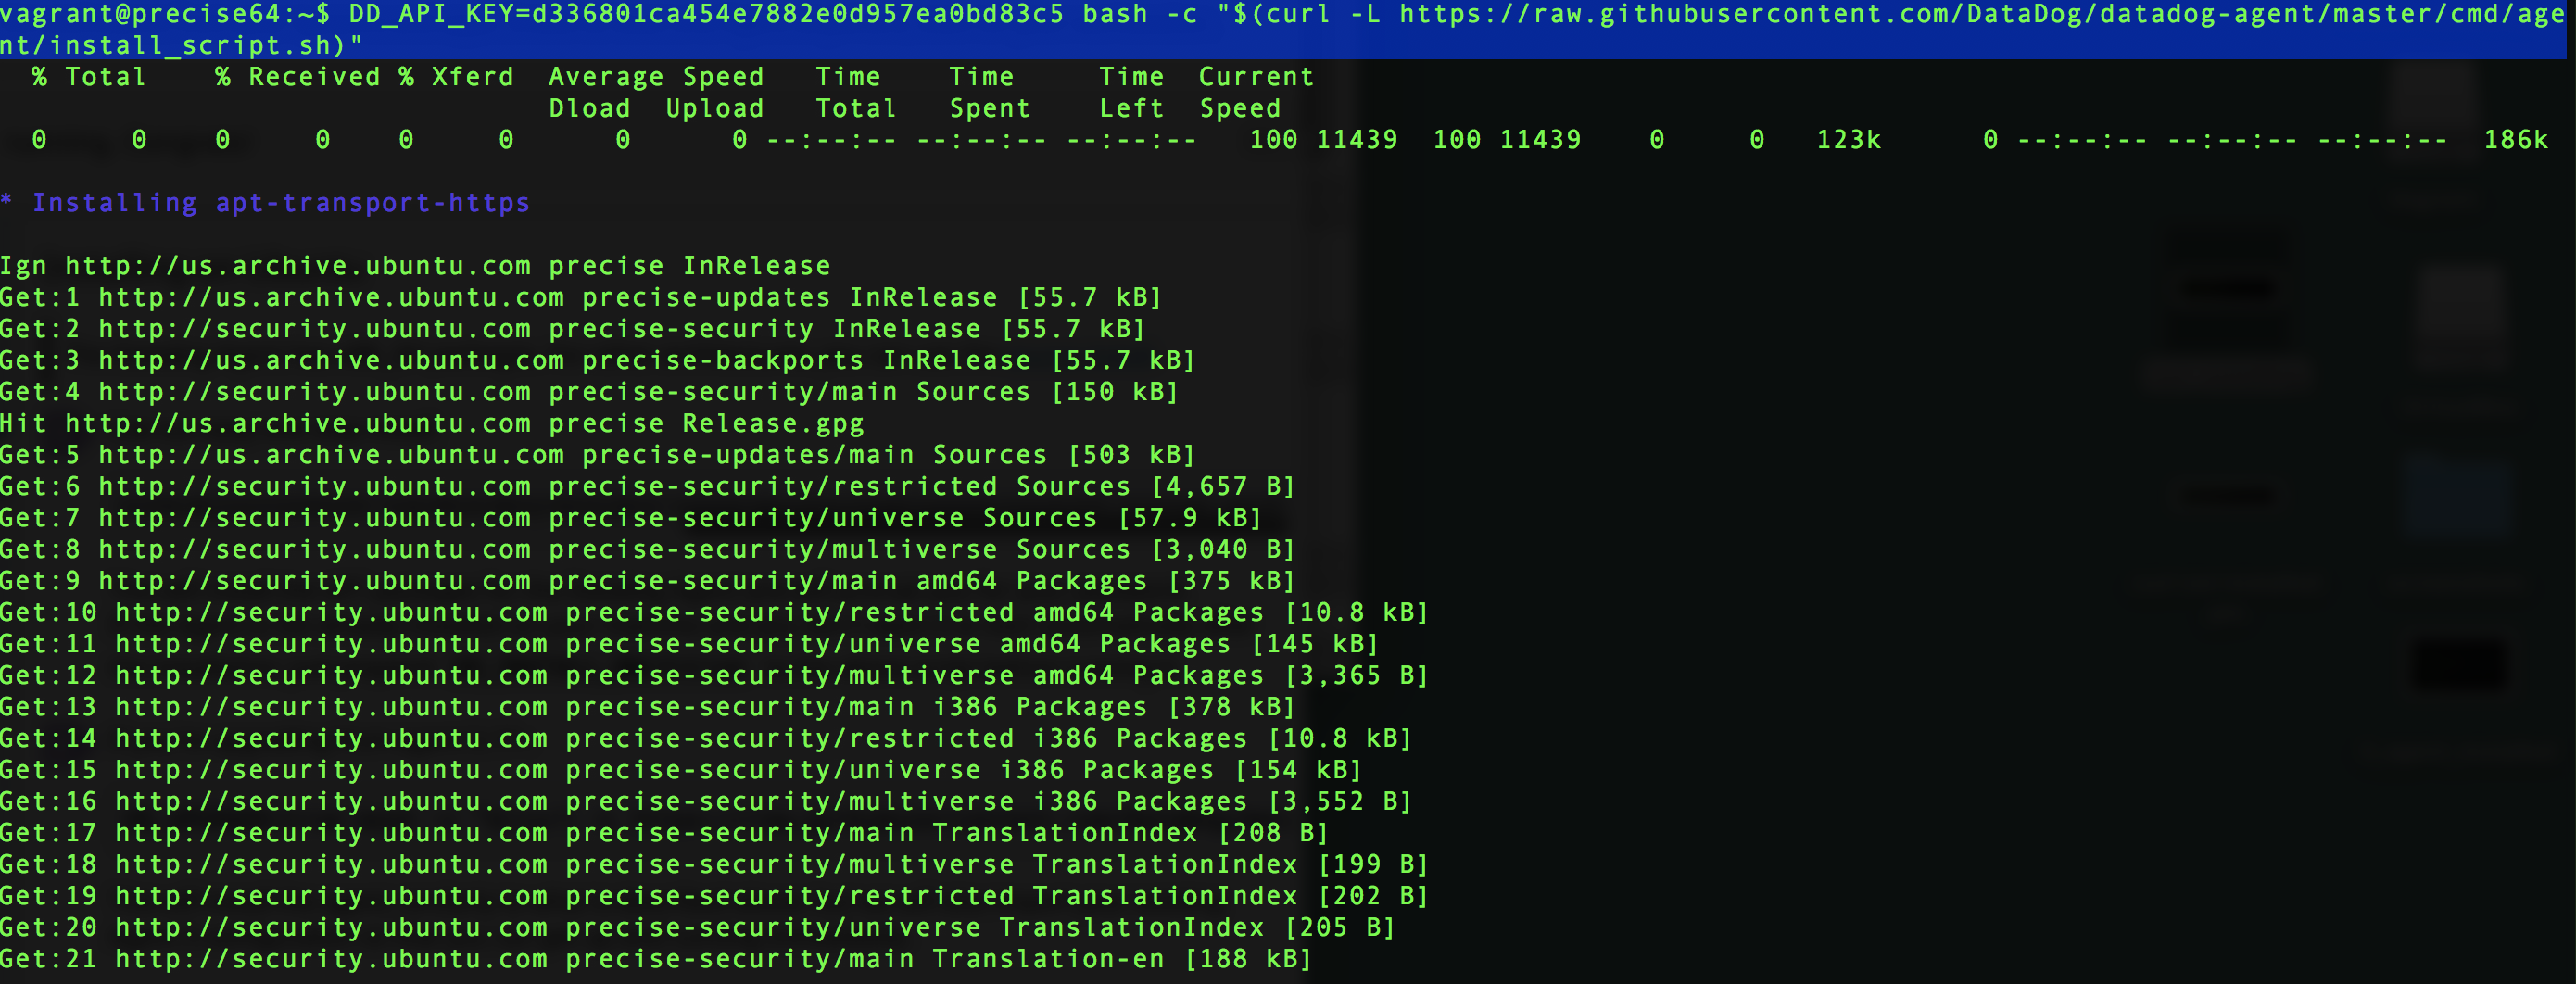 vagrant@precise64:~$ DD_API_KEY=d336801ca454e7882e0d957ea0bd83c5 bash -c "$(curl -L https://raw.githubusercontent.com/DataDog/datadog-agent/master/cmd/age
nt/install_script.sh)"
  % Total    % Received % Xferd  Average Speed   Time    Time     Time  Current
                                 Dload  Upload   Total   Spent    Left  Speed
  0     0    0     0    0     0      0      0 --:--:-- --:--:-- --:--:--   100 11439  100 11439    0     0   123k      0 --:--:-- --:--:-- --:--:--  186k
* Installing apt-transport-https
Ign http://us.archive.ubuntu.com precise InRelease
Get:1 http://us.archive.ubuntu.com precise-updates InRelease [55.7 kB]
Get:2 http://security.ubuntu.com precise-security InRelease [55.7 kB]
Get:3 http://us.archive.ubuntu.com precise-backports InRelease [55.7 kB]
Get:4 http://security.ubuntu.com precise-security/main Sources [150 kB]
Hit http://us.archive.ubuntu.com precise Release.gpg
Get:5 http://us.archive.ubuntu.com precise-updates/main Sources [503 kB]
Get:6 http://security.ubuntu.com precise-security/restricted Sources [4,657 B]
Get:7 http://security.ubuntu.com precise-security/universe Sources [57.9 kB]
Get:8 http://security.ubuntu.com precise-security/multiverse Sources [3,040 B]
Get:9 http://security.ubuntu.com precise-security/main amd64 Packages [375 kB]
Get:10 http://security.ubuntu.com precise-security/restricted amd64 Packages [10.8 kB]
Get:11 http://security.ubuntu.com precise-security/universe amd64 Packages [145 kB]
Get:12 http://security.ubuntu.com precise-security/multiverse amd64 Packages [3,365 B]
Get:13 http://security.ubuntu.com precise-security/main i386 Packages [378 kB]
Get:14 http://security.ubuntu.com precise-security/restricted i386 Packages [10.8 kB]
Get:15 http://security.ubuntu.com precise-security/universe i386 Packages [154 kB]
Get:16 http://security.ubuntu.com precise-security/multiverse i386 Packages [3,552 B]
Get:17 http://security.ubuntu.com precise-security/main TranslationIndex [208 B]
Get:18 http://security.ubuntu.com precise-security/multiverse TranslationIndex [199 B]
Get:19 http://security.ubuntu.com precise-security/restricted TranslationIndex [202 B]
Get:20 http://security.ubuntu.com precise-security/universe TranslationIndex [205 B]
Get:21 http://security.ubuntu.com precise-security/main Translation-en [188 kB]